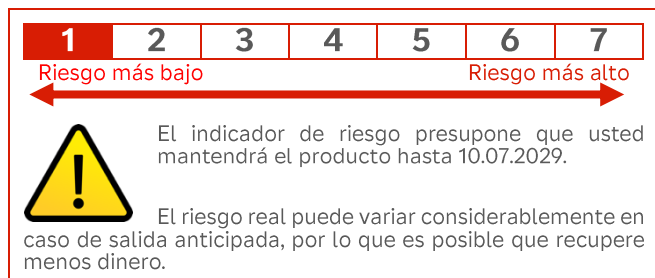 1 2 3 4 5 6 7
Riesgo más bajo Riesgo más alto
!
El indicador de riesgo presupone que usted
mantendrá el producto hasta 10.07.2029.
El riesgo real puede variar considerablemente en
caso de salida anticipada, por lo que es posible que recupere
menos dinero.